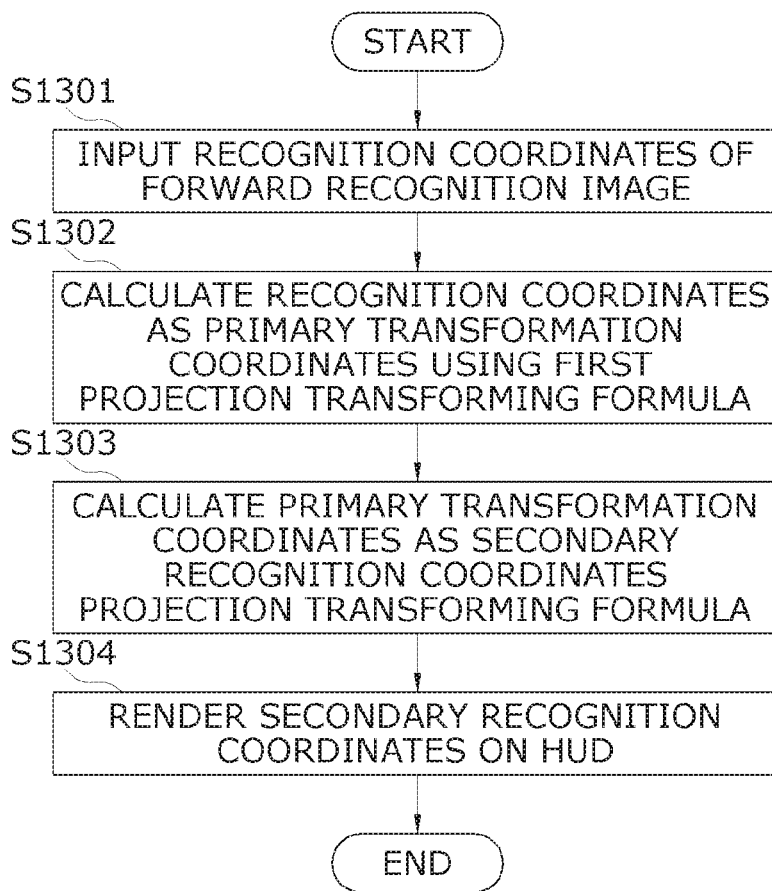 START
S1301
INPUT RECOGNITION COORDINATES OF
FORWARD RECOGNITION IMAGE
S1302
CALCULATE RECOGNITION COORDINATES
AS PRIMARY TRANSFORMATION
COORDINATES USING FIRST
PROJECTION TRANSFORMING FORMULA
S1303
CALCULATE PRIMARY TRANSFORMATION
COORDINATES AS SECONDARY
RECOGNITION COORDINATES
PROJECTION TRANSFORMING FORMULA
S1304
RENDER SECONDARY RECOGNITION
COORDINATES ON HUD
END